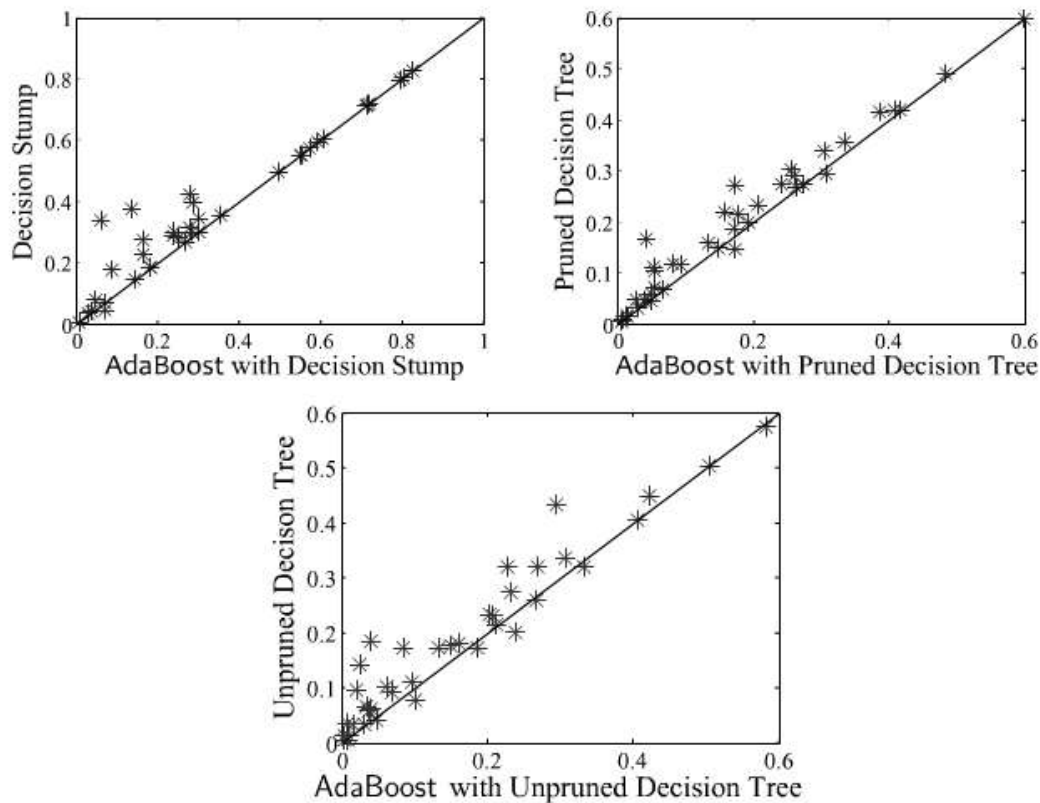 1
0.8
0.6
0.4
0.2
0
Decision Stump
0 0.2 0.4 0.6 0.8 1
AdaBoost with Decision Stump
0.6
0.5
0.4
0.3
0.2
0.1
0
Pruned Decision Tree
0 0.2 0.4 0.6
AdaBoost with Pruned Decision Tree
0.6
0.5
0.4
0.3
0.2
0.1
0
Unpruned Decison Tree
0 0.2 0.4 0.6
AdaBoost with Unpruned Decision Tree